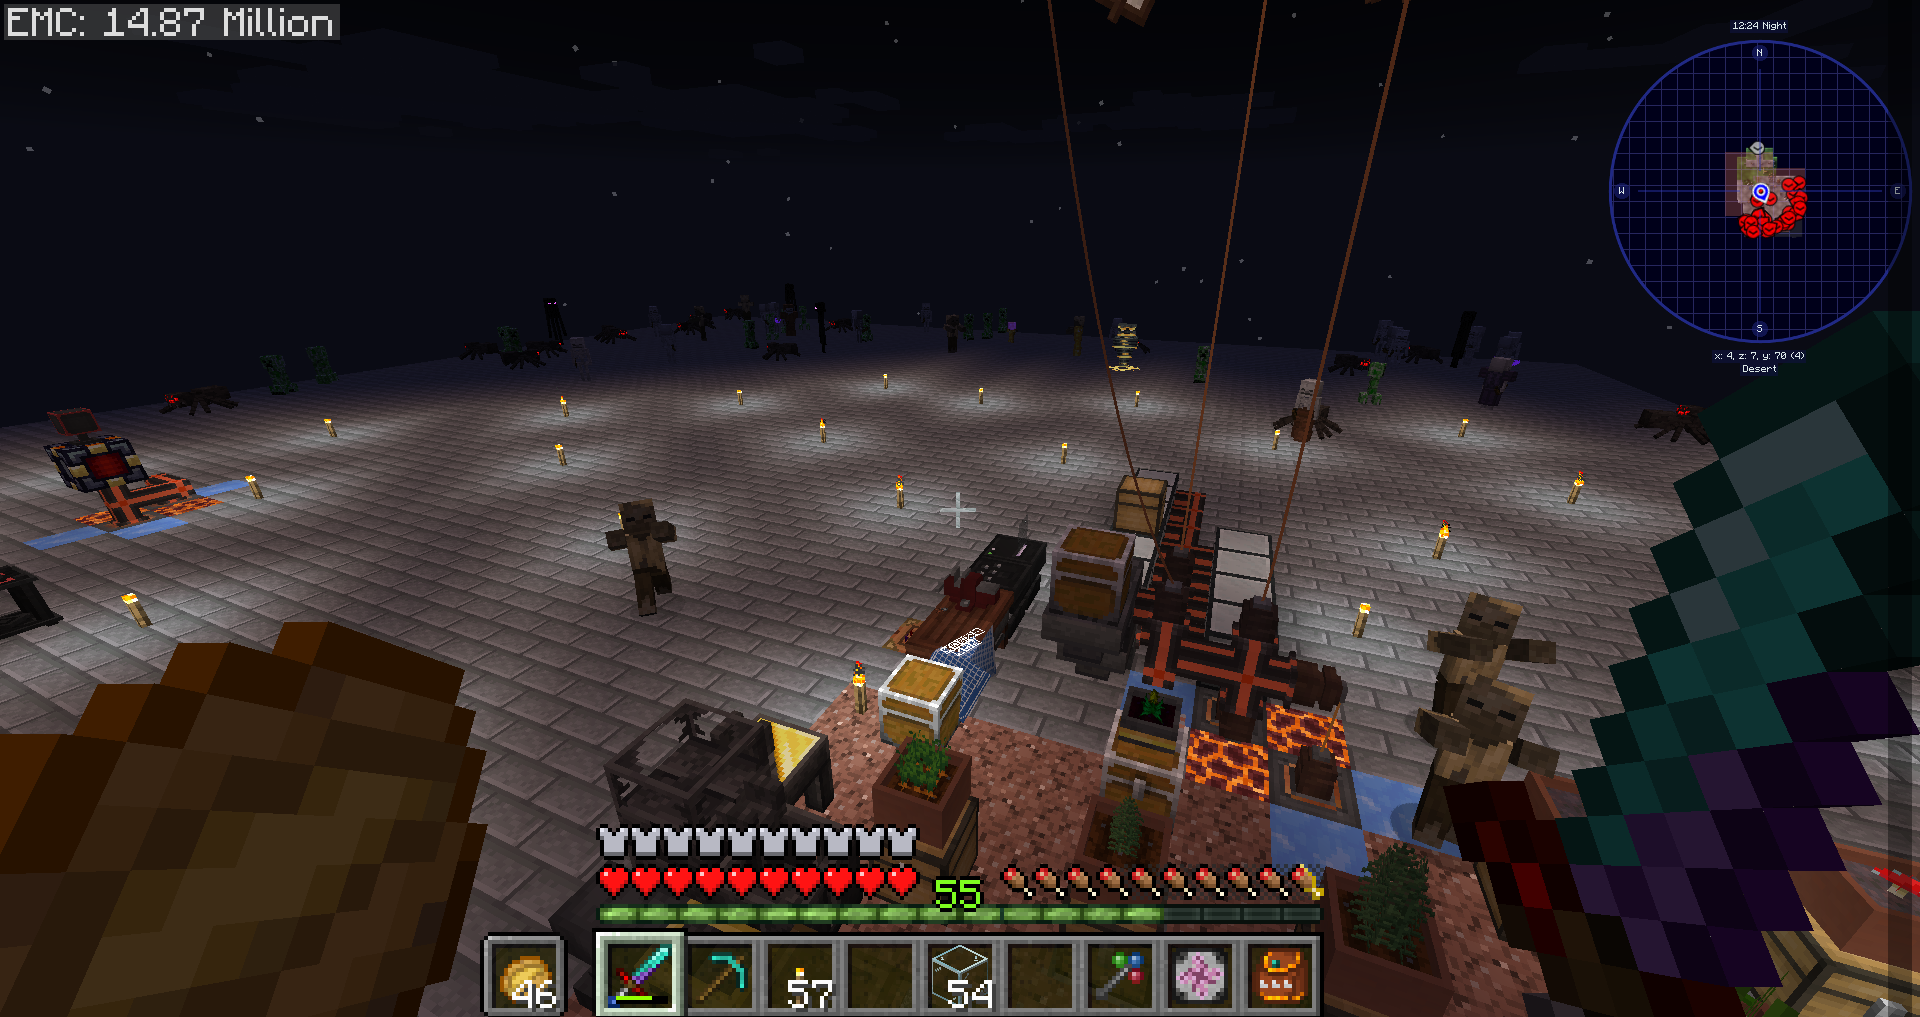 EMC: 14.87 Million
12:24 Night
N
W
E
S
x: 4, z: 7, y: 70 (4)
Desert
55
46
57
54